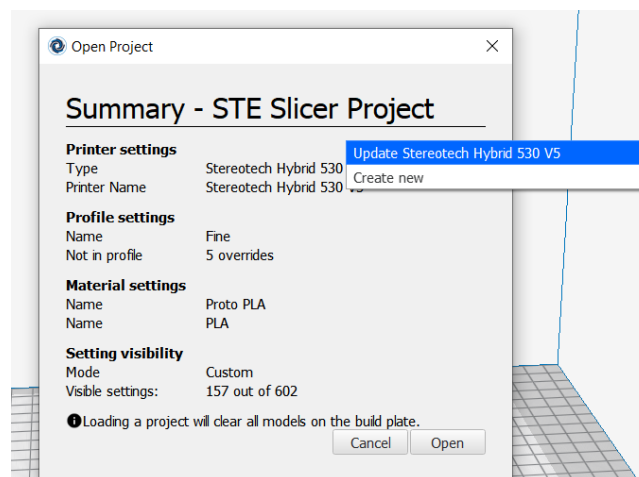 Open Project
Summary - STE Slicer Project
Printer settings
Type Stereotech Hybrid 530
Update Stereotech Hybrid 530 V5
Printer Name Stereotech Hybrid 530
Create new
Profile settings
Name Fine
Not in profile 5 overrides
Material settings
Name Proto PLA
Name PLA
Setting visibility
Mode Custom
Visible settings: 157 out of 602
Loading a project will clear all models on the build plate.
Cancel Open